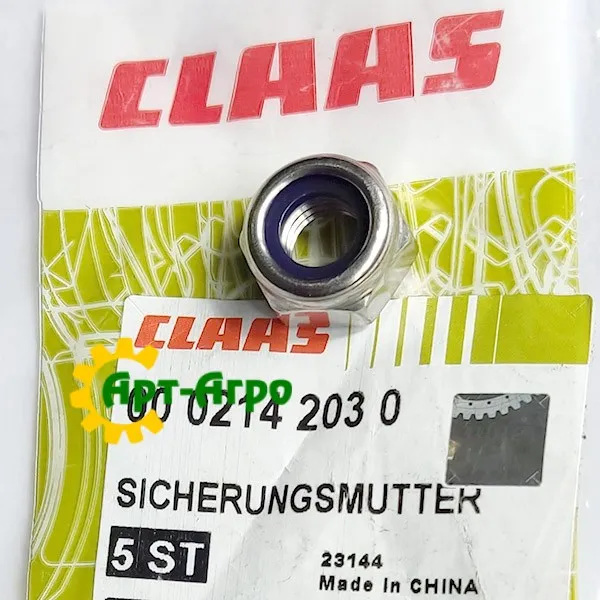 CLAAS
CLAAS
Арт-Агро
00 0214 203 0
SICHERUNGSMUTTER
5 ST
23144
Made In CHINA